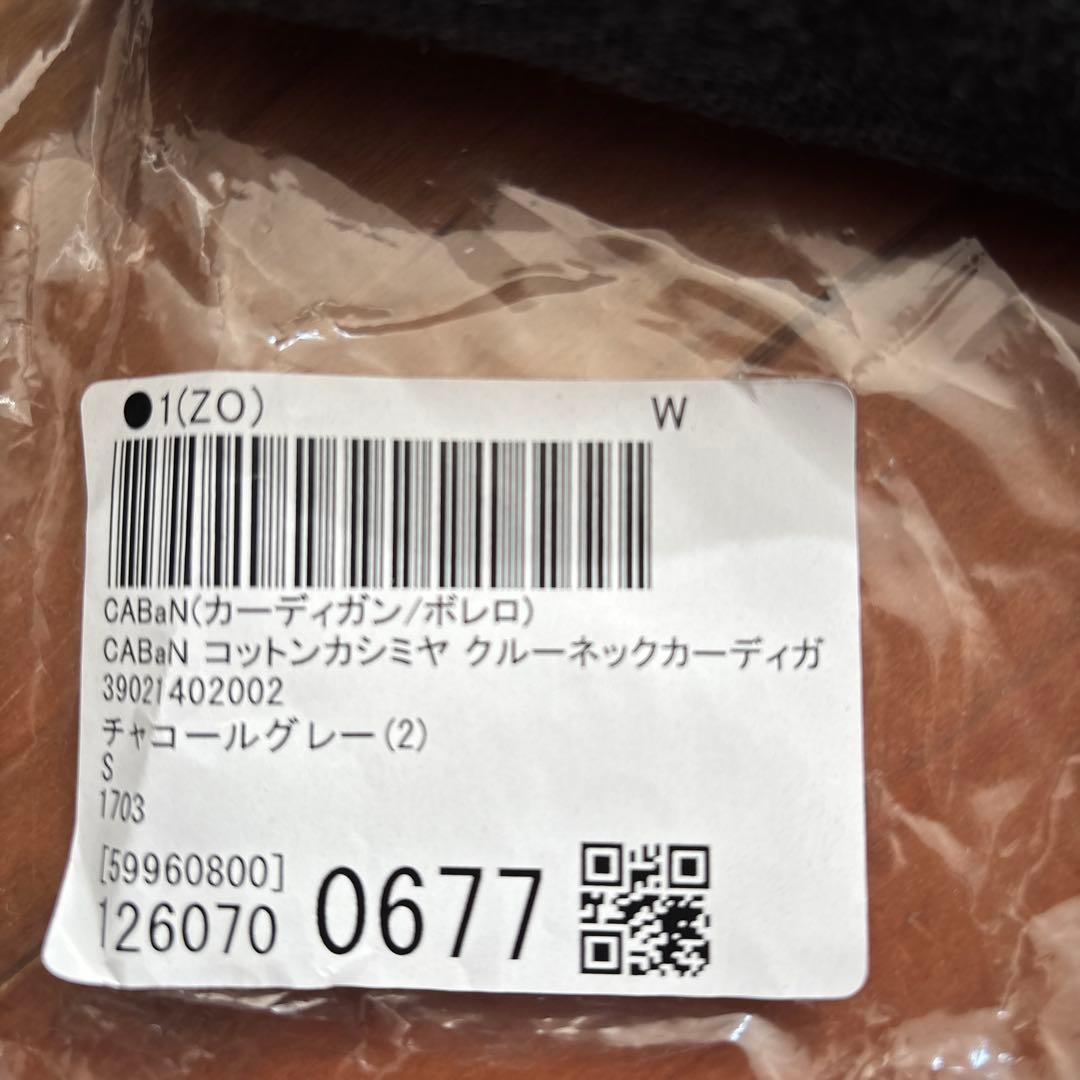 ●1(ZO) W
CABaN(カーディガン/ボレロ)
CABaN コットンカシミヤ クルーネックカーディガ
39021402002
チャコールグレー(2)
S
1703
[59960800]
126070 0677